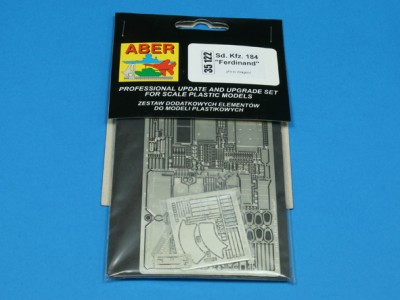 ABER
35 122
Sd. Kfz. 184
"Ferdinand"
PROFESSIONAL UPDATE AND UPGRADE SET
FOR SCALE PLASTIC MODELS
ZESTAW DODATKOWYCH ELEMENTÓW
DO MODELI PLASTIKOWYCH